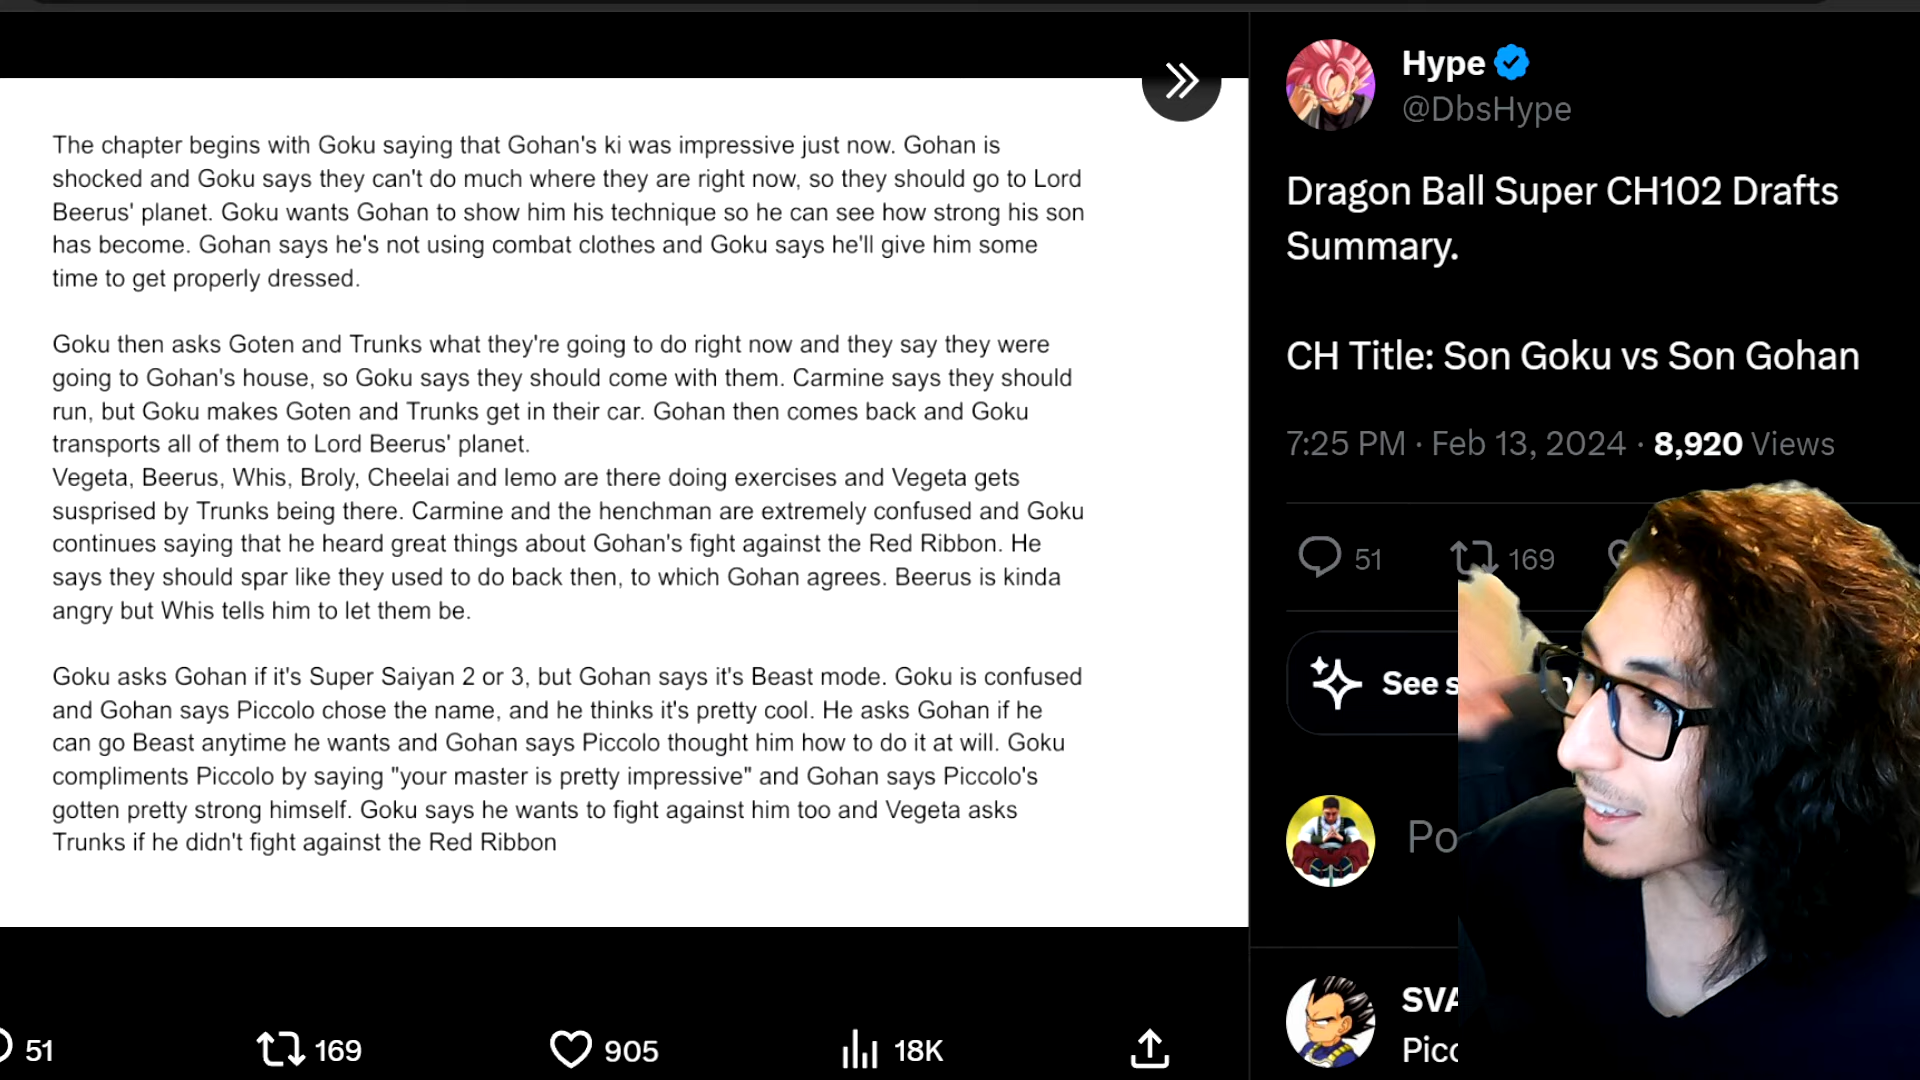 The chapter begins with Goku saying that Gohan's ki was impressive just now. Gohan is
shocked and Goku says they can't do much where they are right now, so they should go to Lord
Beerus' planet. Goku wants Gohan to show him his technique so he can see how strong his son
has become. Gohan says he's not using combat clothes and Goku says he'll give him some
time to get properly dressed.
Goku then asks Goten and Trunks what they're going to do right now and they say they were
going to Gohan's house, so Goku says they should come with them. Carmine says they should
run, but Goku makes Goten and Trunks get in their car. Gohan then comes back and Goku
transports all of them to Lord Beerus' planet.
Vegeta, Beerus, Whis, Broly, Cheelai and lemo are there doing exercises and Vegeta gets
susprised by Trunks being there. Carmine and the henchman are extremely confused and Goku
continues saying that he heard great things about Gohan's fight against the Red Ribbon. He
says they should spar like they used to do back then, to which Gohan agrees. Beerus is kinda
angry but Whis tells him to let them be.
Goku asks Gohan if it's Super Saiyan 2 or 3, but Gohan says it's Beast mode. Goku is confused
and Gohan says Piccolo chose the name, and he thinks it's pretty cool. He asks Gohan if he
can go Beast anytime he wants and Gohan says Piccolo thought him how to do it at will. Goku
compliments Piccolo by saying "your master is pretty impressive" and Gohan says Piccolo's
gotten pretty strong himself. Goku says he wants to fight against him too and Vegeta asks
Trunks if he didn't fight against the Red Ribbon
51
169
905
18K
Hype
@DbsHype
Dragon Ball Super CH102 Drafts
Summary.
CH Title: Son Goku vs Son Gohan
7:25 PM · Feb 13, 2024 · 8,920 Views
51
169
See s
Po
SVA
Picc